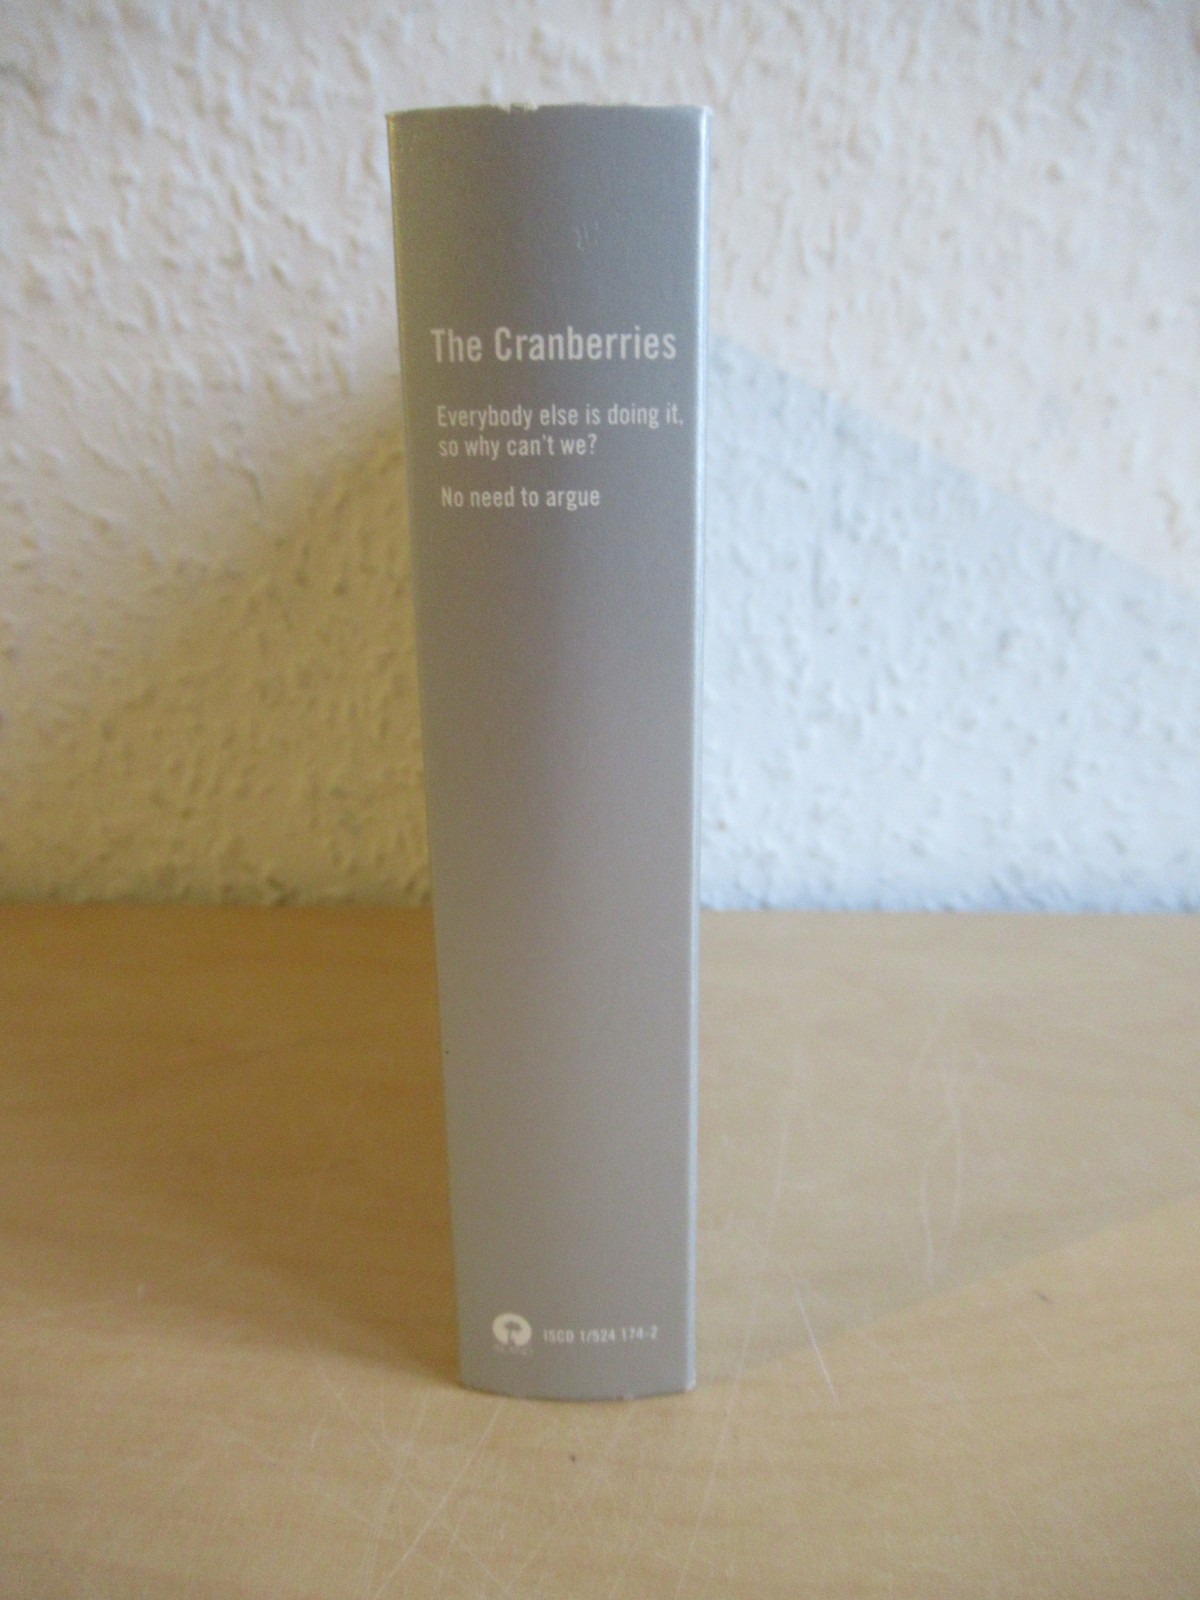 The Cranberries
Everybody else is doing it,
so why can't we?
No need to argue
ISCD 1/524 174-2